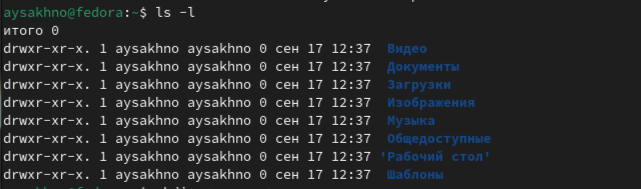 aysakhno@fedora:~$ ls -l
итого 0
drwxr-xr-x. 1 aysakhno aysakhno 0 сен 17 12:37  Видео
drwxr-xr-x. 1 aysakhno aysakhno 0 сен 17 12:37  Документы
drwxr-xr-x. 1 aysakhno aysakhno 0 сен 17 12:37  Загрузки
drwxr-xr-x. 1 aysakhno aysakhno 0 сен 17 12:37  Изображения
drwxr-xr-x. 1 aysakhno aysakhno 0 сен 17 12:37  Музыка
drwxr-xr-x. 1 aysakhno aysakhno 0 сен 17 12:37  Общедоступные
drwxr-xr-x. 1 aysakhno aysakhno 0 сен 17 12:37 'Рабочий стол'
drwxr-xr-x. 1 aysakhno aysakhno 0 сен 17 12:37  Шаблоны